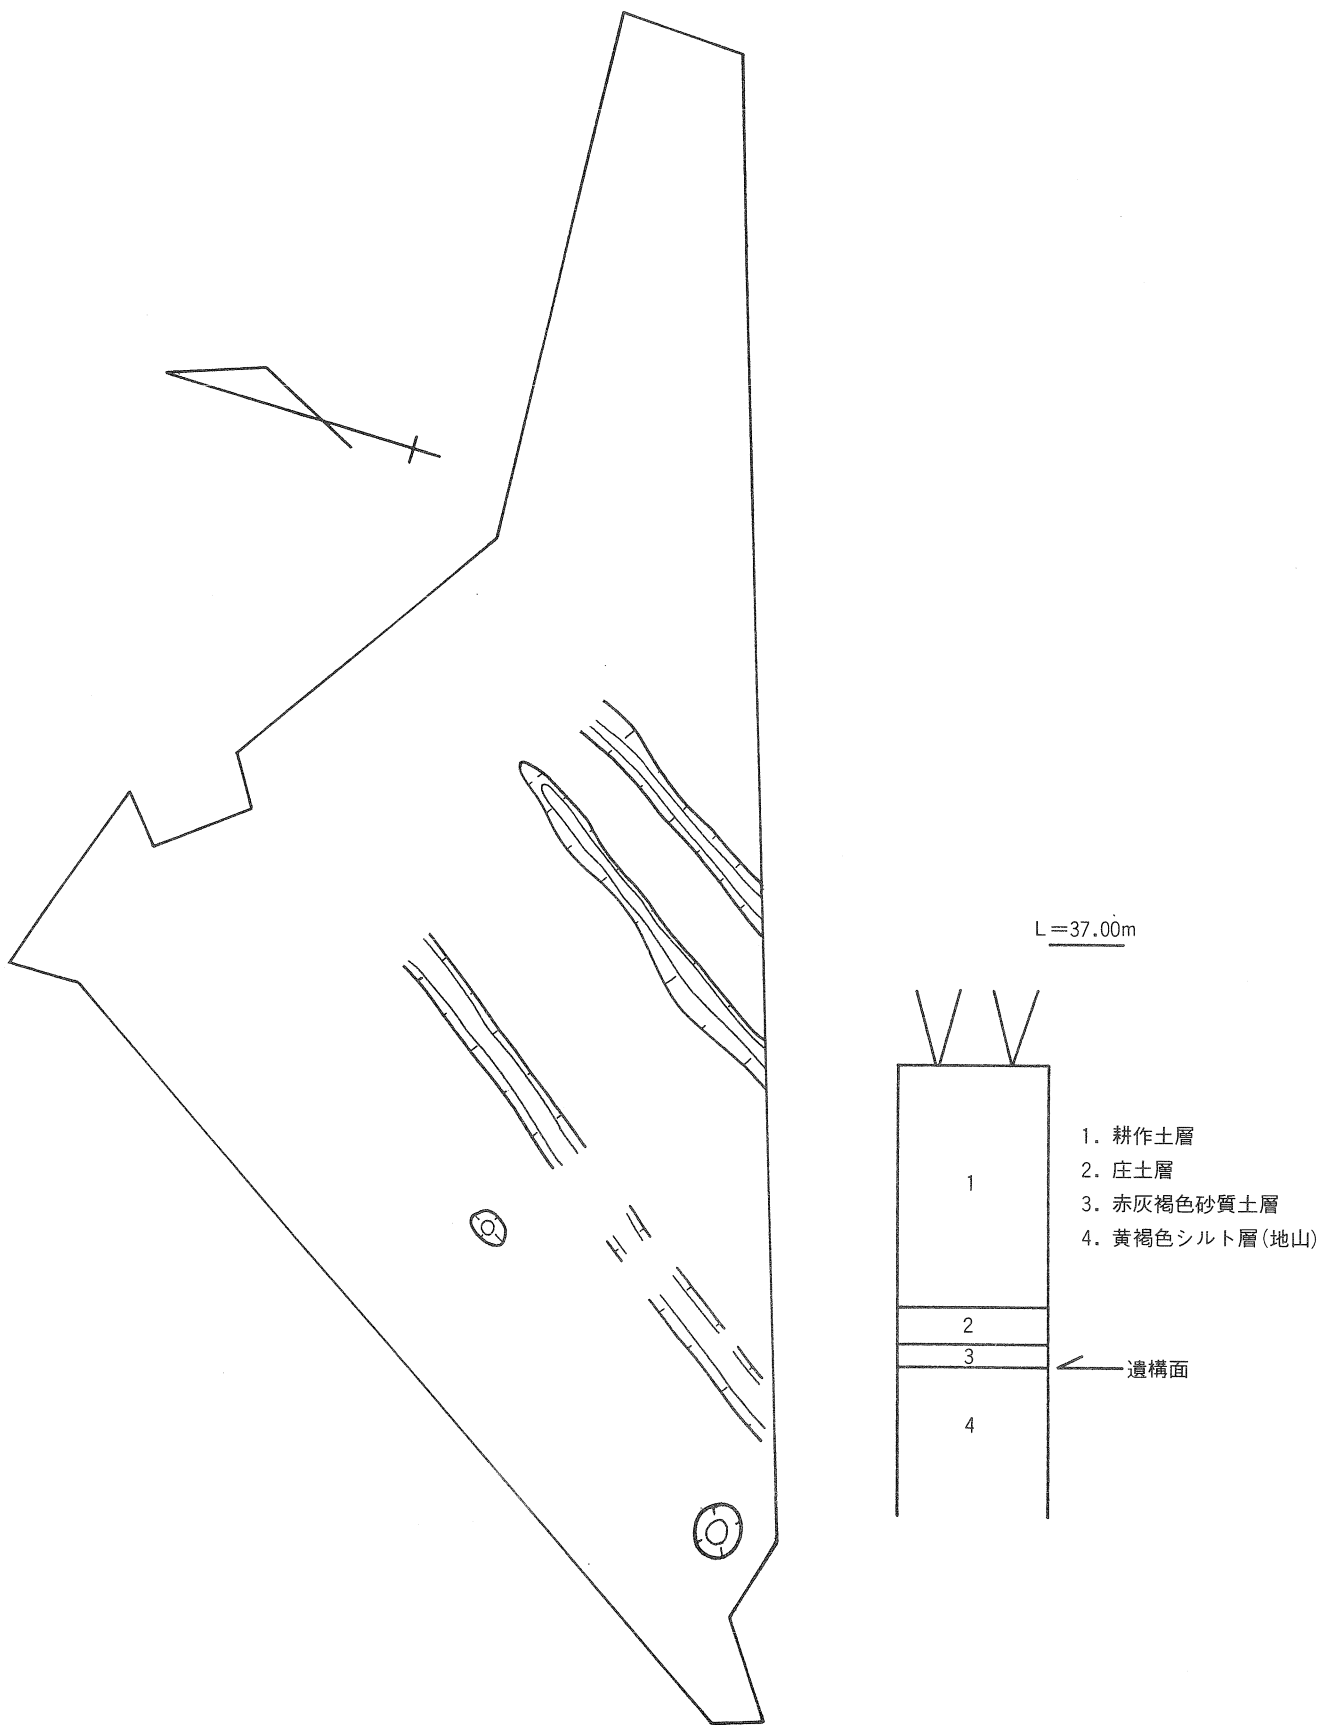 L=37.00m
1. 耕作土層
2. 庄土層
3. 赤灰褐色砂質土層
4. 黄褐色シルト層(地山)
1
2
3
遺構面
4